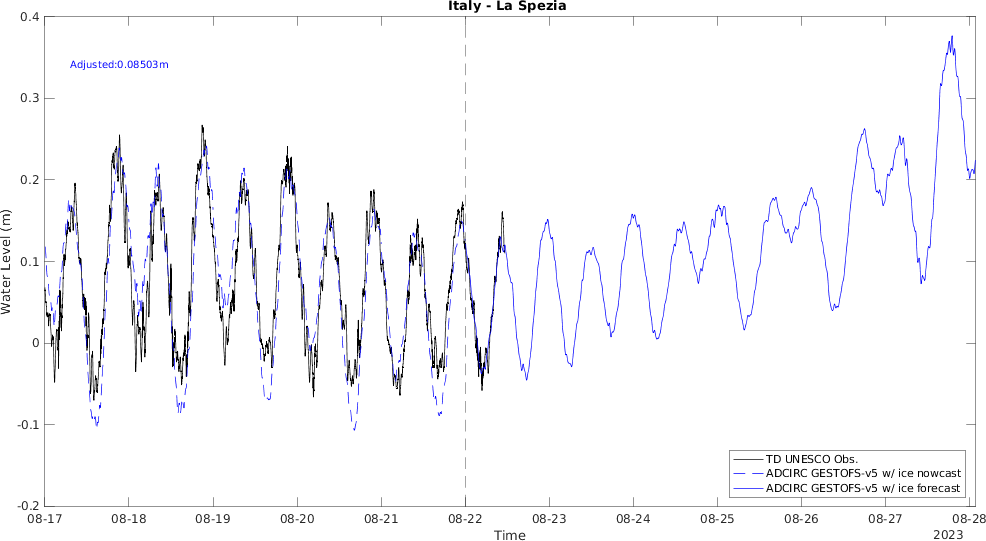 Italy - La Spezia
Adjusted:0.08503m
0.4
0.3
0.2
0.1
0
-0.1
-0.2
Water Level (m)
08-17 08-18 08-19 08-20 08-21 08-22 08-23 08-24 08-25 08-26 08-27 08-28
Time
2023
TD UNESCO Obs.
ADCIRC GESTOFS-v5 w/ ice nowcast
ADCIRC GESTOFS-v5 w/ ice forecast